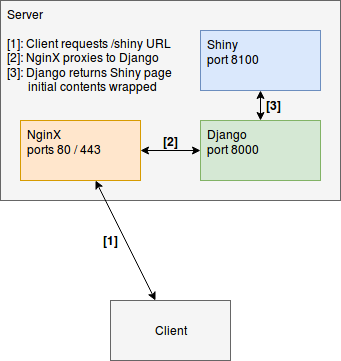 Server
[1]: Client requests /shiny URL
[2]: NginX proxies to Django
[3]: Django returns Shiny page
initial contents wrapped
Shiny
port 8100
[3]
NginX
ports 80 / 443
[2]
Django
port 8000
[1]
Client